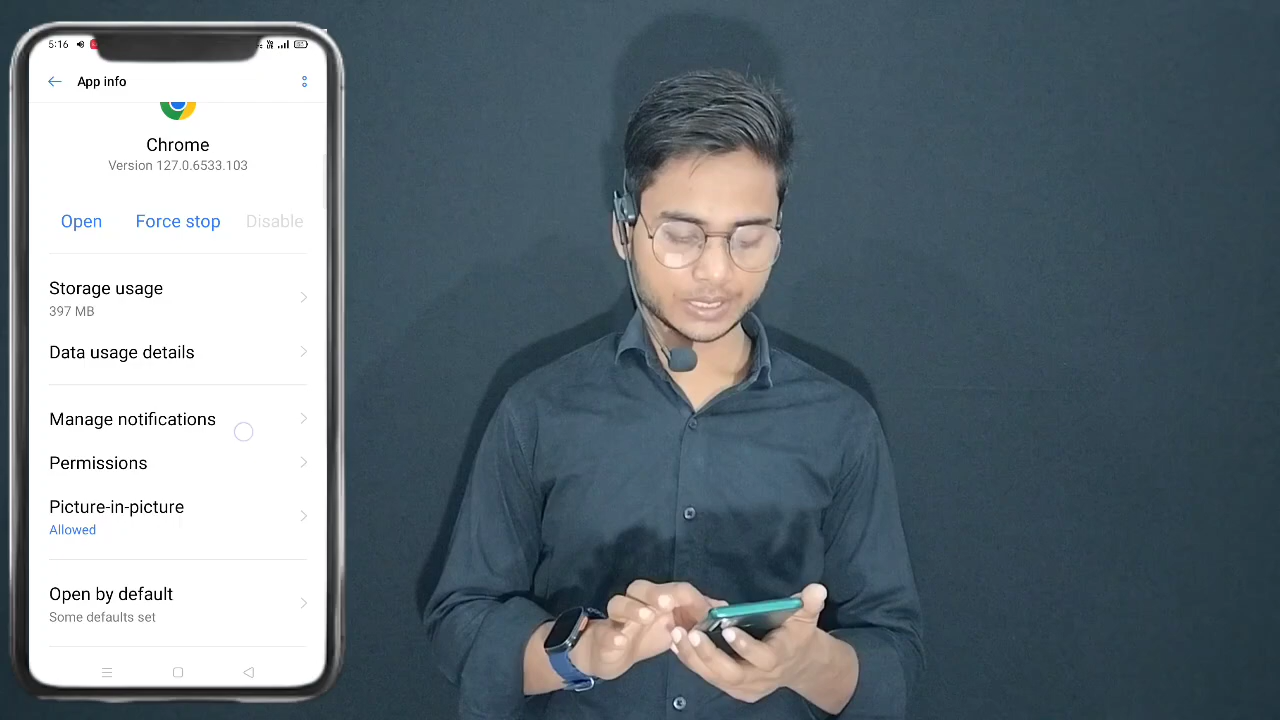 5:16
App info
Chrome
Version 127.0.6533.103
Open Force stop Disable
Storage usage
397 MB
Data usage details
Manage notifications
Permissions
Picture-in-picture
Allowed
Open by default
Some defaults set